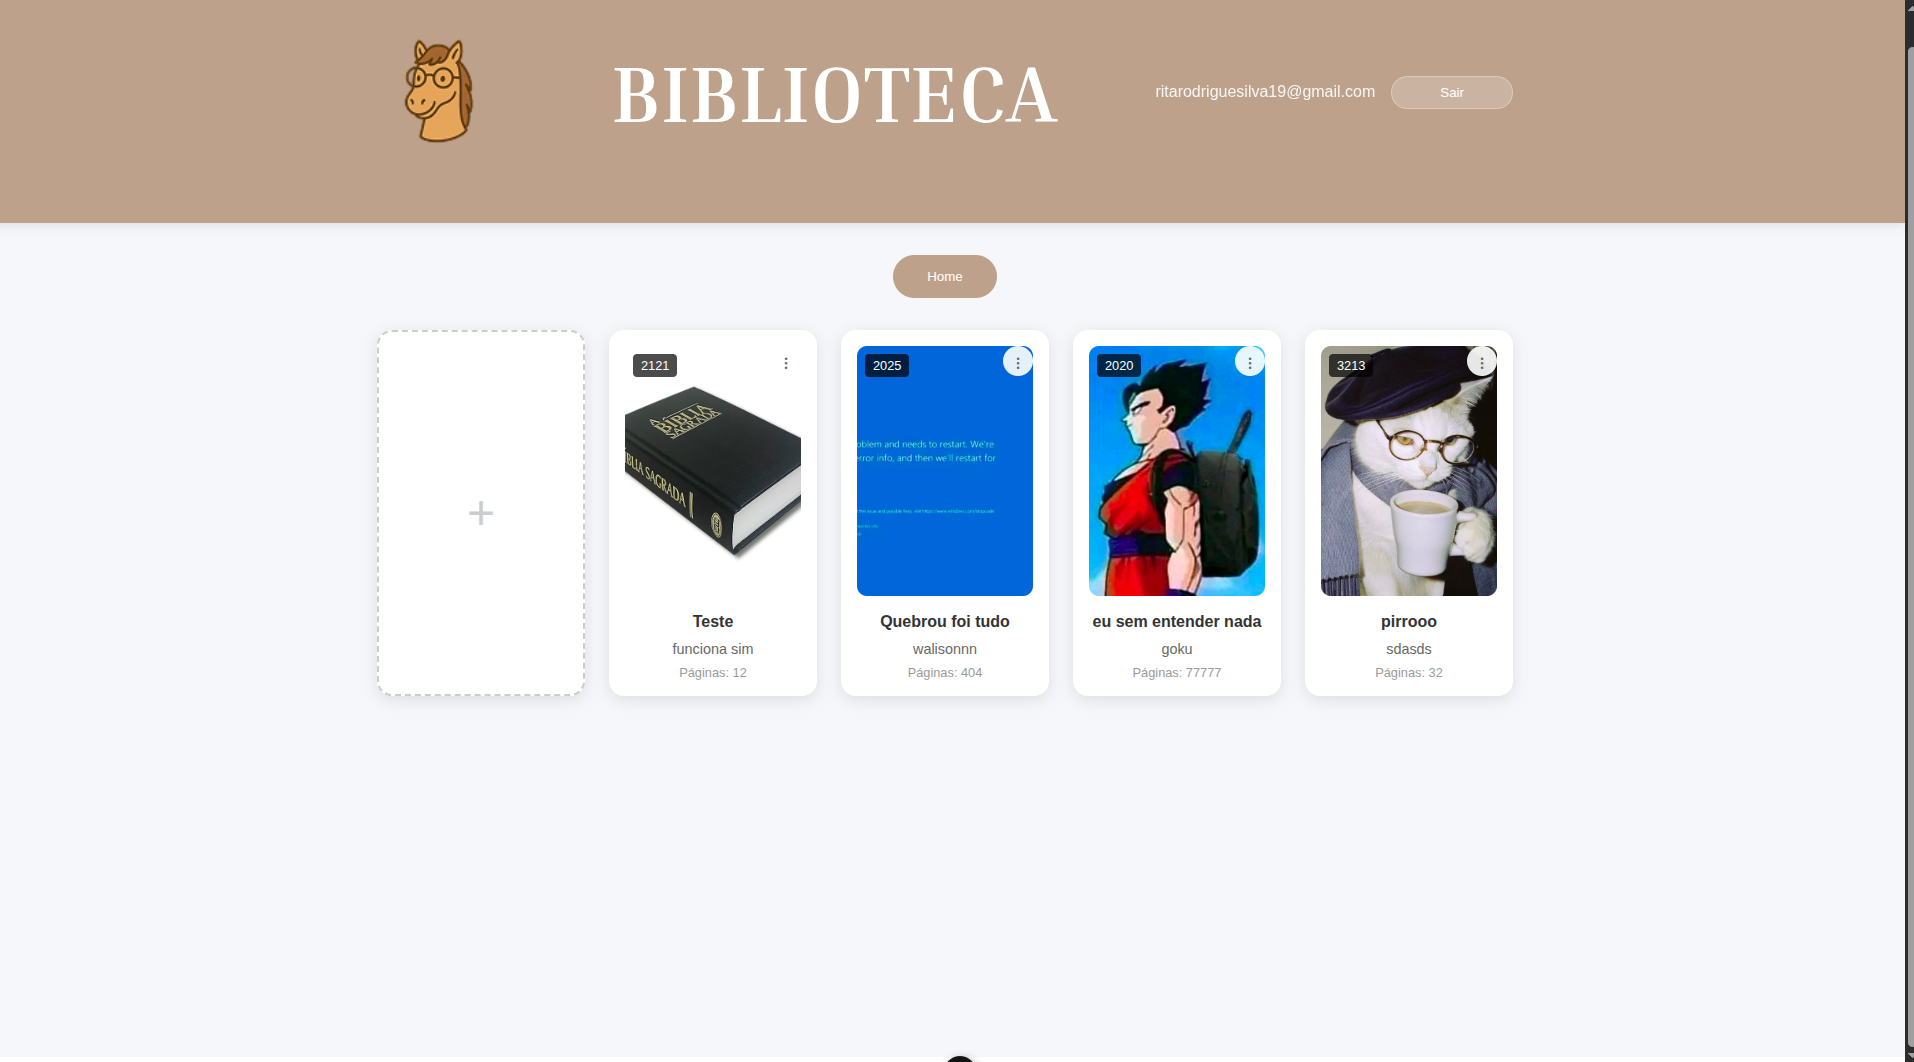 BIBLIOTECA
ritarodriguesilva19@gmail.com
Sair
Home
2121
A BÍBLIA
SAGRADA
BÍBLIA SAGRADA
Teste
funciona sim
Páginas: 12
2025
oblem and needs to restart. We're
error info, and then we'll restart for
Quebrou foi tudo
walisonnn
Páginas: 404
2020
eu sem entender nada
goku
Páginas: 77777
3213
pirrooo
sdasds
Páginas: 32